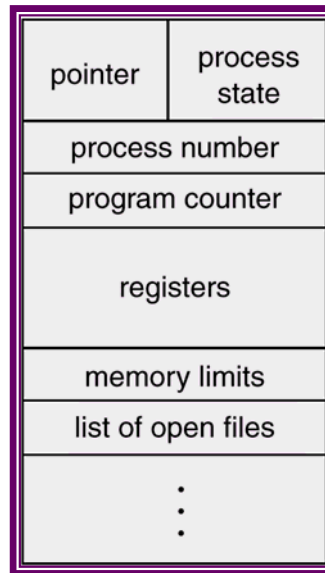 pointer
process
state
process number
program counter
registers
memory limits
list of open files